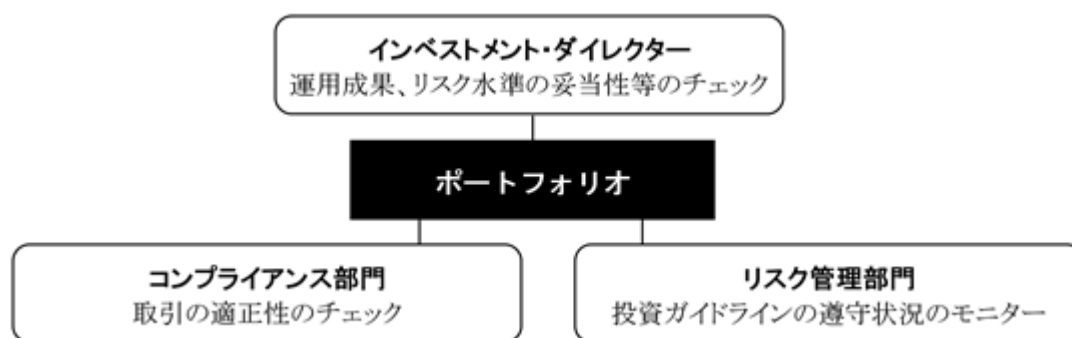 インベストメント・ダイレクター
運用成果、リスク水準の妥当性等のチェック
ポートフォリオ
コンプライアンス部門
取引の適正性のチェック
リスク管理部門
投資ガイドラインの遵守状況のモニター